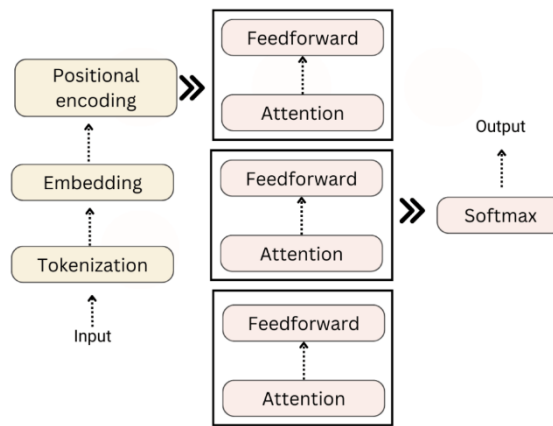 Positional
encoding
Embedding
Tokenization
Input
Feedforward
Attention
Feedforward
Attention
Feedforward
Attention
Output
Softmax